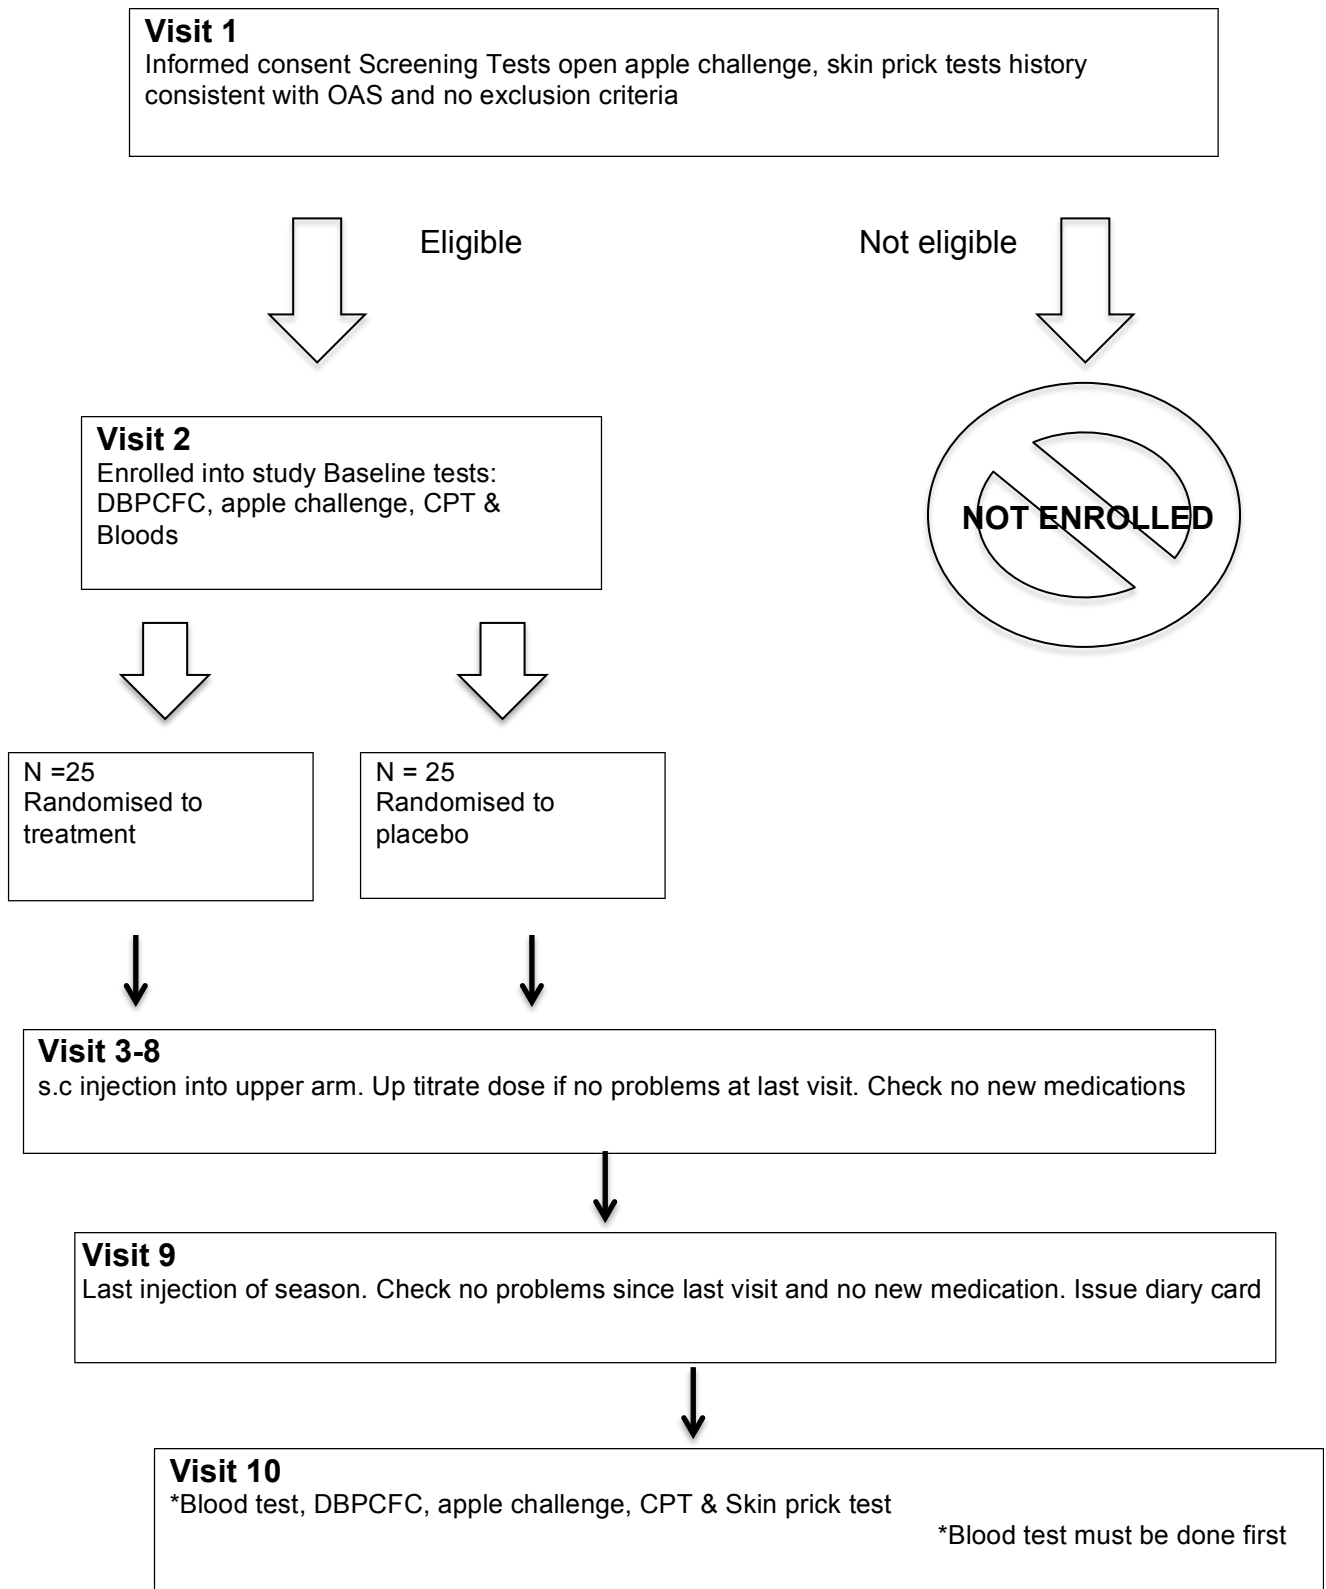 Visit 1
Informed consent Screening Tests open apple challenge, skin prick tests history
consistent with OAS and no exclusion criteria
Eligible
Not eligible
Visit 2
Enrolled into study Baseline tests:
DBPCFC, apple challenge, CPT &
Bloods
NOT ENROLLED
N =25
Randomised to
treatment
N = 25
Randomised to
placebo
Visit 3-8
s.c injection into upper arm. Up titrate dose if no problems at last visit. Check no new medications
Visit 9
Last injection of season. Check no problems since last visit and no new medication. Issue diary card
Visit 10
*Blood test, DBPCFC, apple challenge, CPT & Skin prick test
*Blood test must be done first